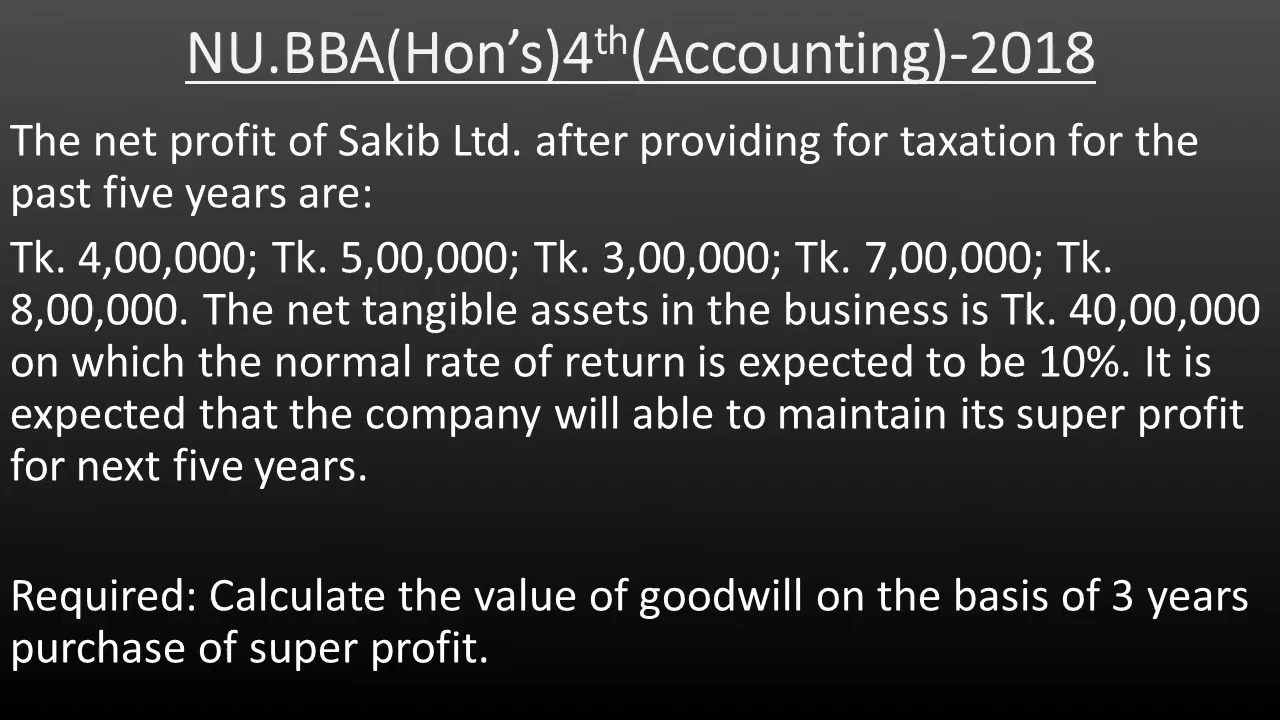 NU.BBA(Hon’s)4th(Accounting)-2018
The net profit of Sakib Ltd. after providing for taxation for the
past five years are:
Tk. 4,00,000; Tk. 5,00,000; Tk. 3,00,000; Tk. 7,00,000; Tk.
8,00,000. The net tangible assets in the business is Tk. 40,00,000
on which the normal rate of return is expected to be 10%. It is
expected that the company will able to maintain its super profit
for next five years.
Required: Calculate the value of goodwill on the basis of 3 years
purchase of super profit.